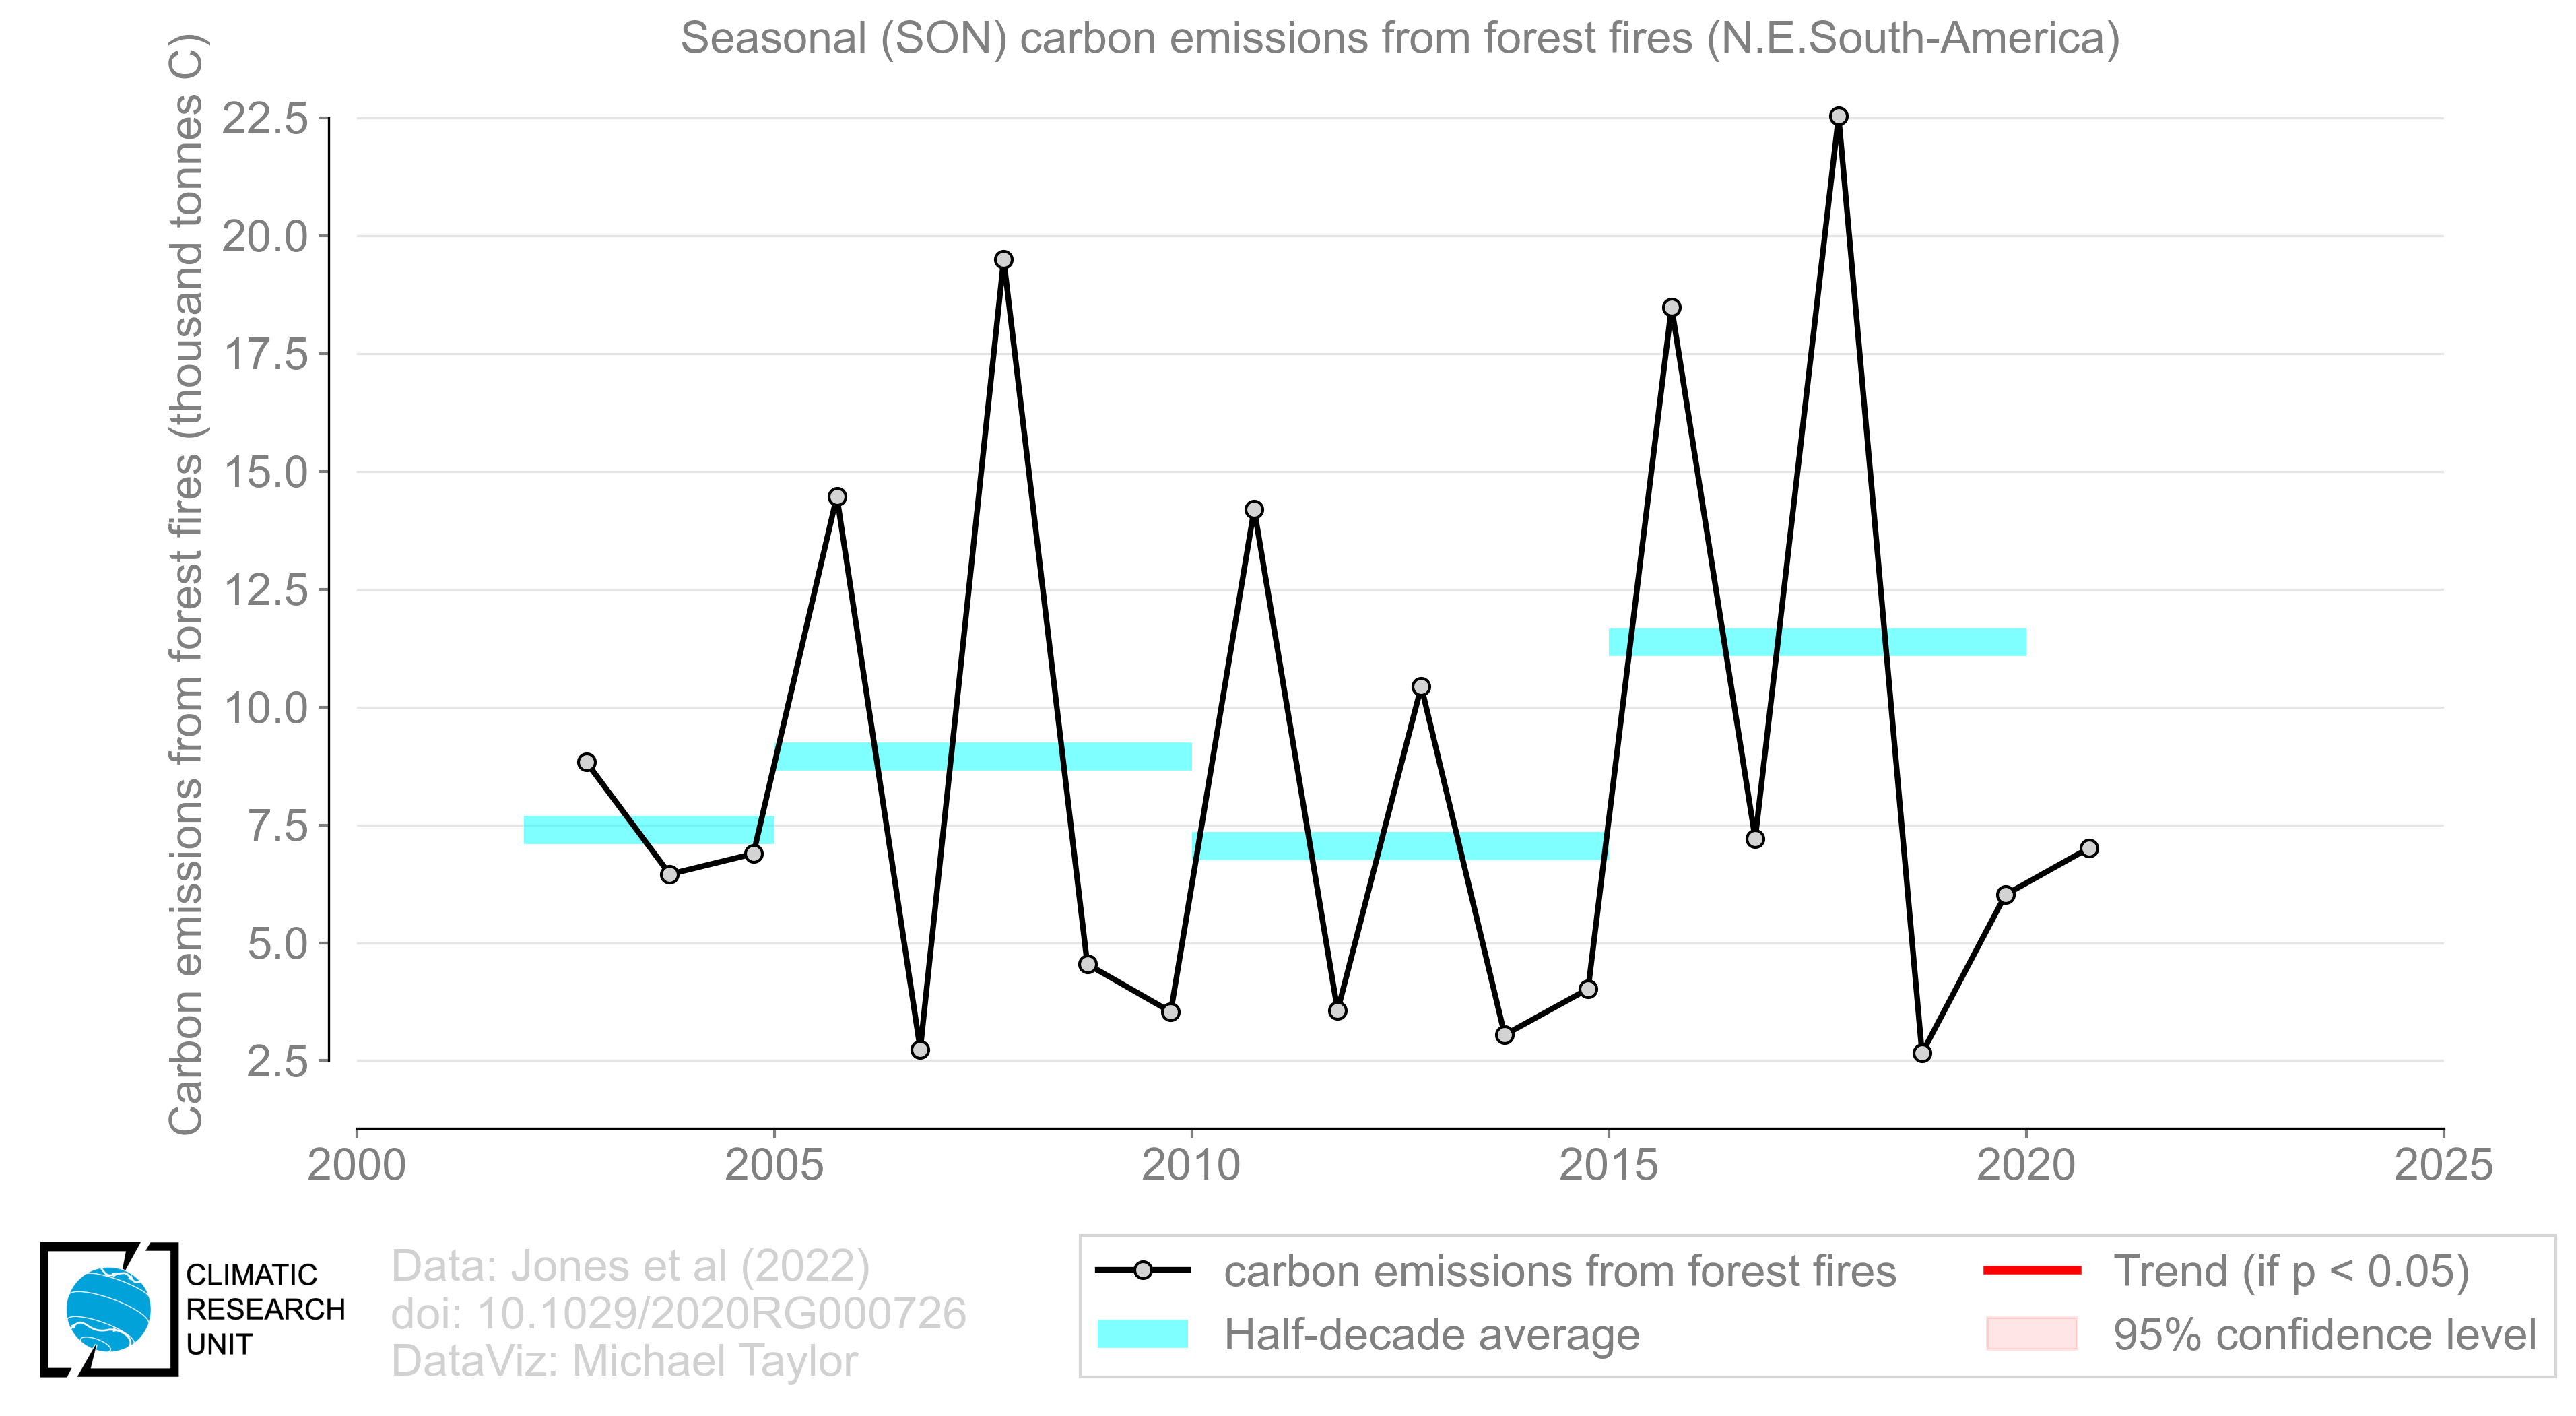 Seasonal (SON) carbon emissions from forest fires (N.E.South-America)
Carbon emissions from forest fires (thousand tonnes C)
22.5
20.0
17.5
15.0
12.5
10.0
7.5
5.0
2.5
2000 2005 2010 2015 2020 2025
CLIMATIC
RESEARCH
UNIT
Data: Jones et al (2022)
doi: 10.1029/2020RG000726
DataViz: Michael Taylor
carbon emissions from forest fires
Half-decade average
Trend (if p < 0.05)
95% confidence level